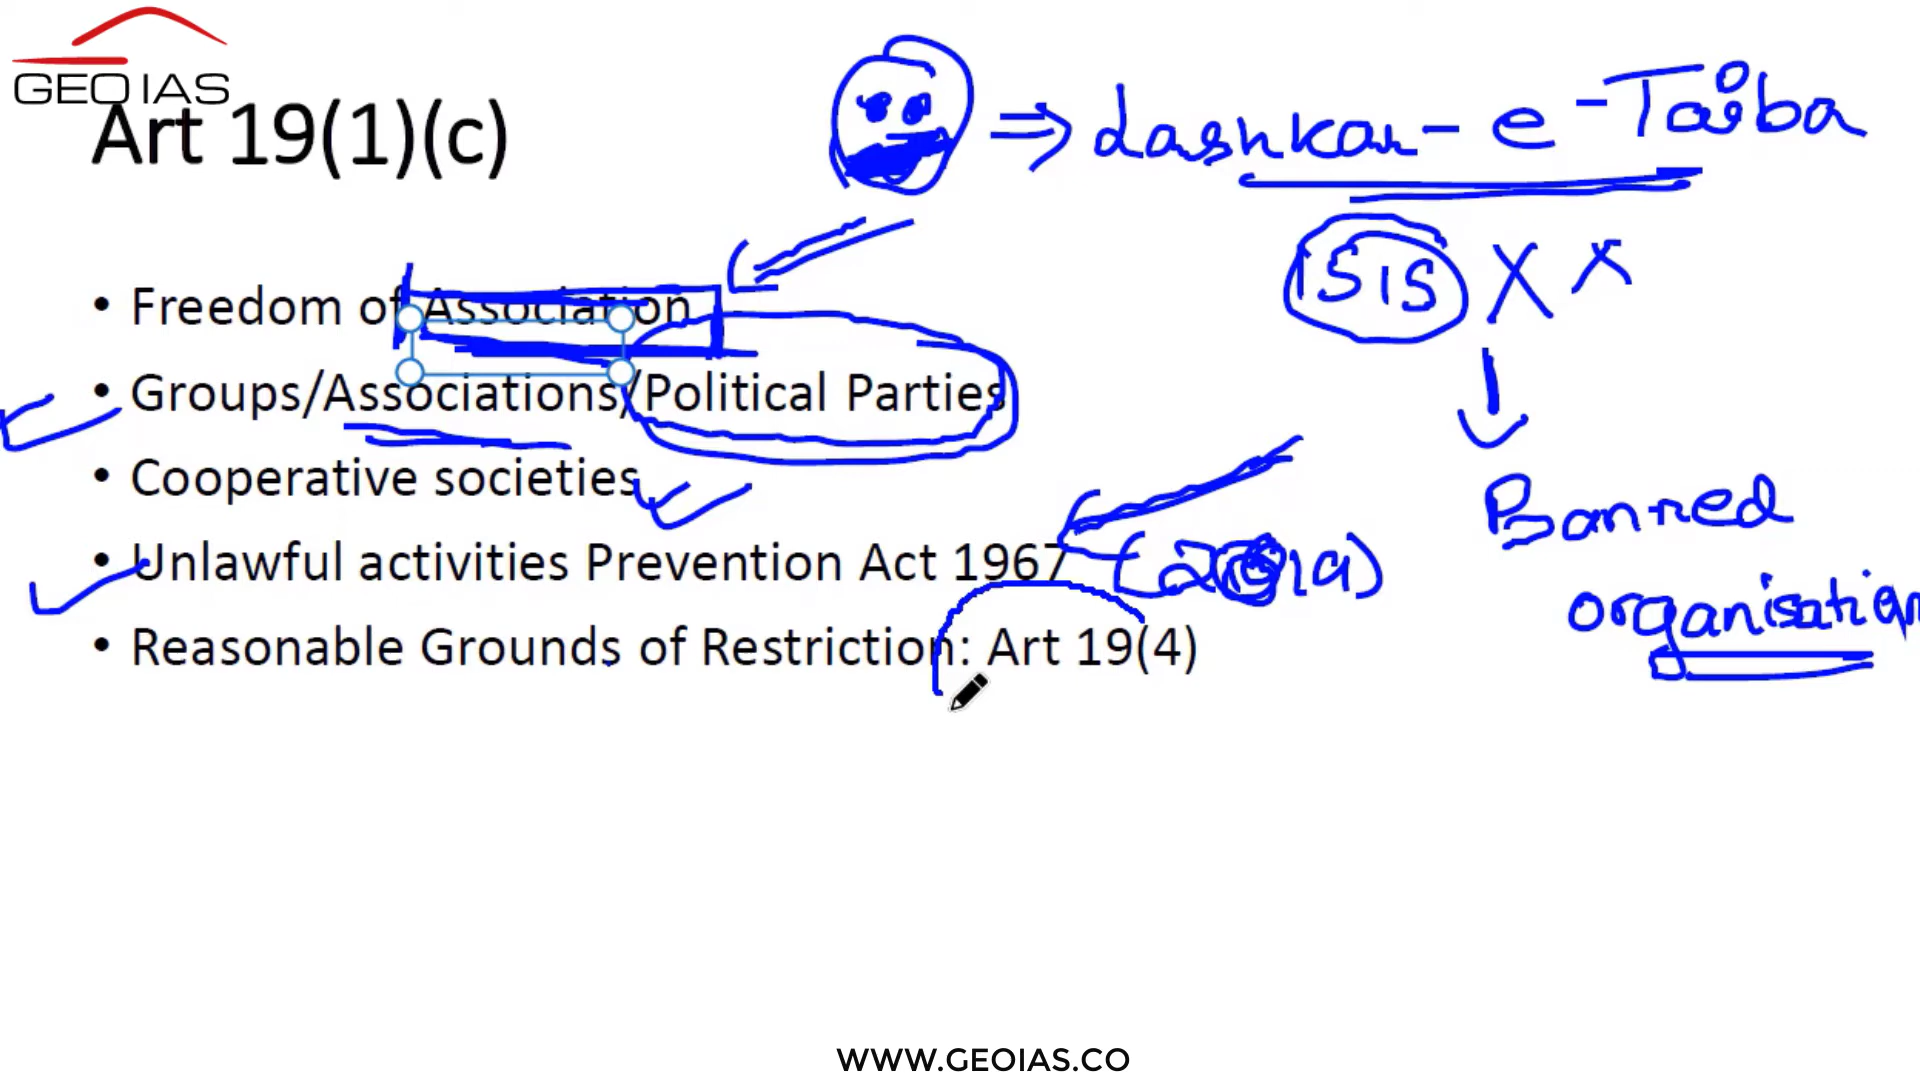 GEO IAS
Art 19(1)(c)
⇒ Lashkar-e-Taiba
ISIS X X
• Freedom of Association
• Groups/Associations/Political Parties
• Cooperative societies
Banned
organisation
• Unlawful activities Prevention Act 1967 (2019)
• Reasonable Grounds of Restriction: Art 19(4)
WWW.GEOIAS.CO